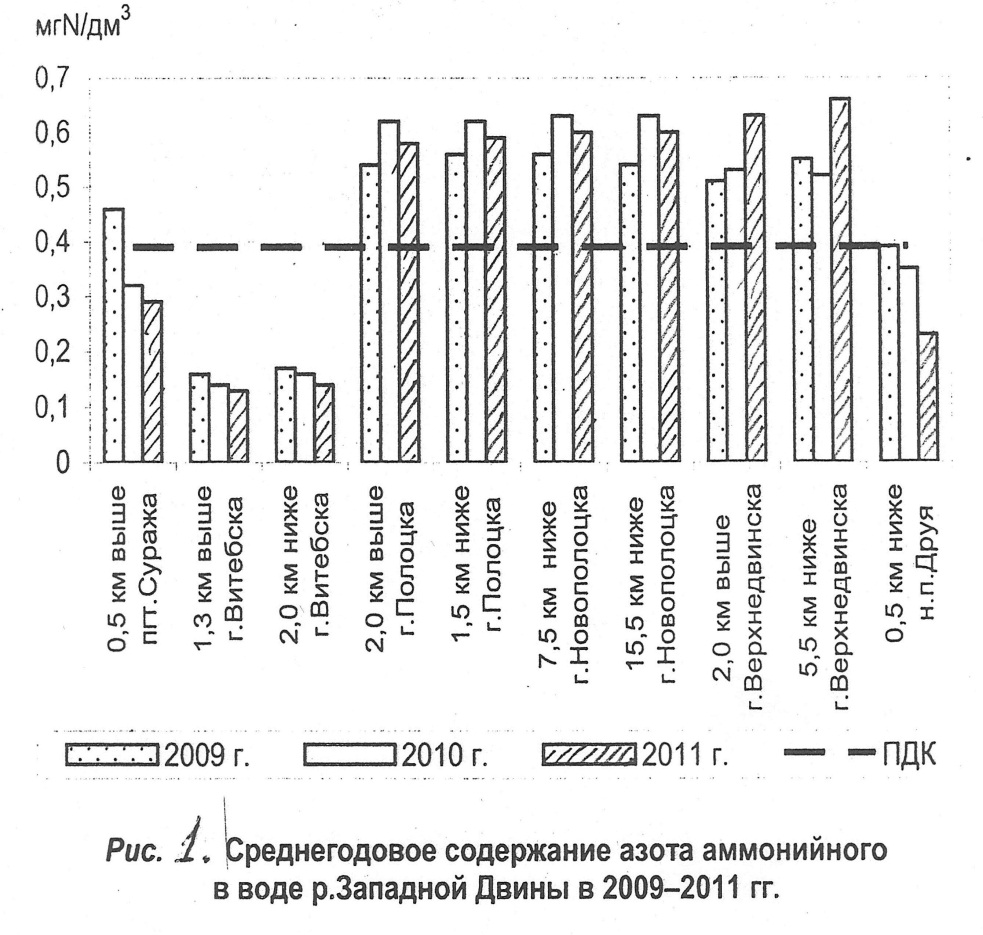 мгN/дм³
0,7
0,6
0,5
0,4
0,3
0,2
0,1
0
0,5 км выше
пгт.Суража
1,3 км выше
г.Витебска
2,0 км ниже
г.Витебска
2,0 км выше
г.Полоцка
1,5 км ниже
г.Полоцка
7,5 км ниже
г.Новополоцка
15,5 км ниже
г.Новополоцка
2,0 км выше
г.Верхнедвинска
5,5 км ниже
г.Верхнедвинска
0,5 км ниже
н.п.Друя
2009 г. 2010 г. 2011 г. ПДК
Рис. 1. Среднегодовое содержание азота аммонийного
в воде р.Западной Двины в 2009–2011 гг.